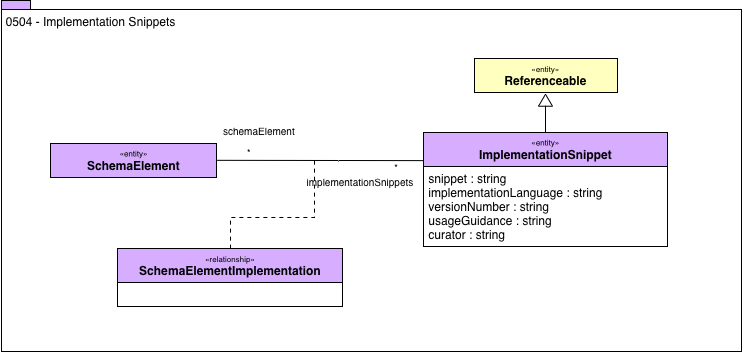 0504 - Implementation Snippets
«entity»
Referenceable
schemaElement
*
«entity»
SchemaElement
*
implementationSnippets
«entity»
ImplementationSnippet
snippet : string
implementationLanguage : string
versionNumber : string
usageGuidance : string
curator : string
«relationship»
SchemaElementImplementation